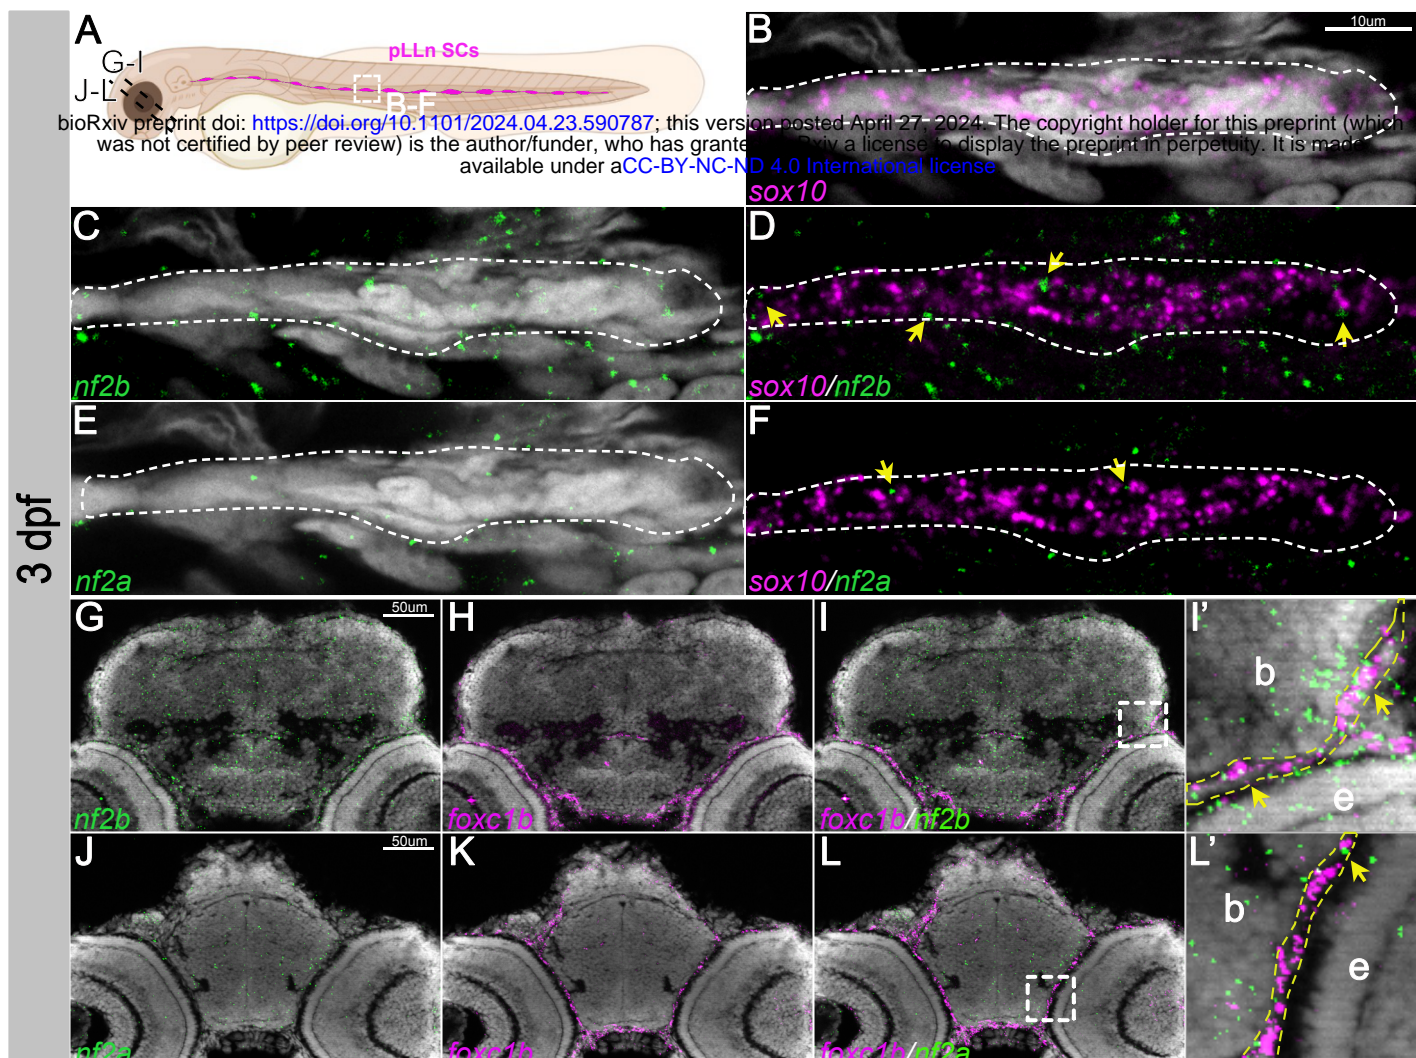 A
pLLn SCs
G-I
J-L
B-F
B
10um
bioRxiv preprint doi: https://doi.org/10.1101/2024.04.23.590787; this version posted April 27, 2024. The copyright holder for this preprint (which
was not certified by peer review) is the author/funder, who has granted bioRxiv a license to display the preprint in perpetuity. It is made
available under aCC-BY-NC-ND 4.0 International license
sox10
C
nf2b
D
sox10/nf2b
E
nf2a
F
sox10/nf2a
3 dpf
G
50um
nf2b
H
foxc1b
I
foxc1b/nf2b
I'
b
e
J
50um
nf2a
K
foxc1b
L
foxc1b/nf2a
L'
b
e